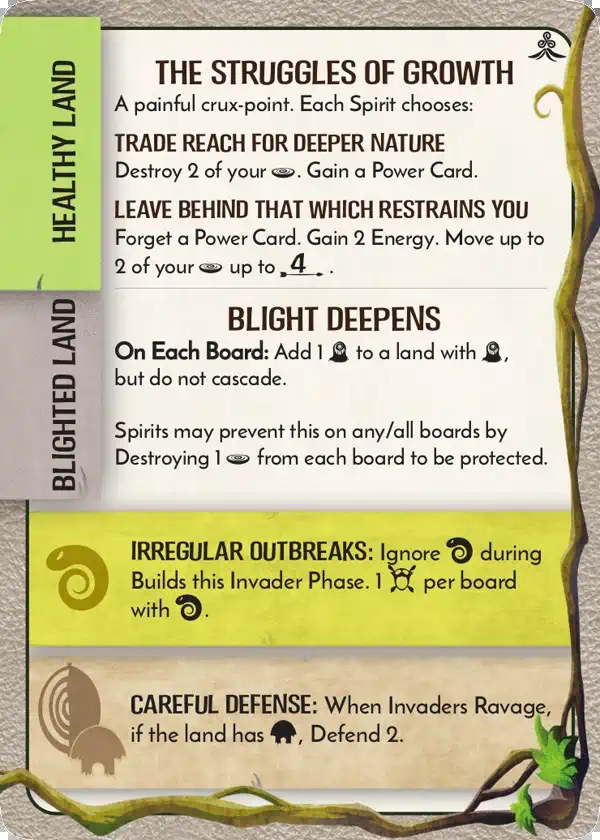 HEALTHY LAND
THE STRUGGLES OF GROWTH
A painful crux-point. Each Spirit chooses:
TRADE REACH FOR DEEPER NATURE
Destroy 2 of your . Gain a Power Card.
LEAVE BEHIND THAT WHICH RESTRAINS YOU
Forget a Power Card. Gain 2 Energy. Move up to
2 of your up to 4 .
BLIGHTED LAND
BLIGHT DEEPENS
On Each Board: Add 1 to a land with ,
but do not cascade.
Spirits may prevent this on any/all boards by
Destroying 1 from each board to be protected.
IRREGULAR OUTBREAKS: Ignore during
Builds this Invader Phase. 1 per board
with .
CAREFUL DEFENSE: When Invaders Ravage,
if the land has , Defend 2.